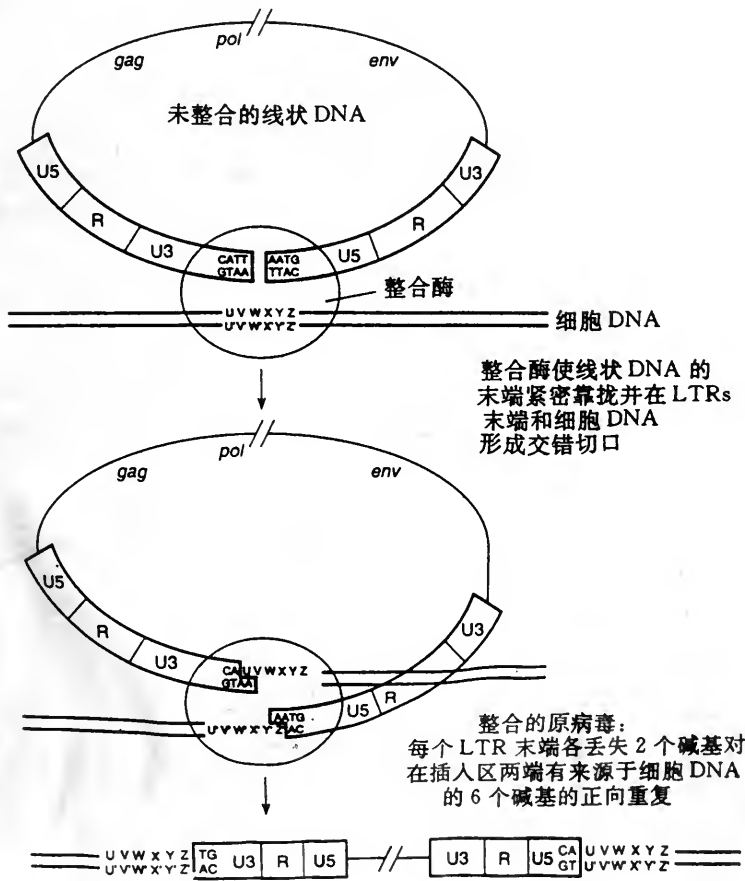 pol
gag
env
未整合的线状 DNA
U5
R
U3
CATT
GTAA
AATG
TTAC
U5
R
U3
整合酶
U V W X Y Z
U'V'W'X'Y'Z'
细胞 DNA
整合酶使线状 DNA 的
末端紧密靠拢并在 LTRs
末端和细胞 DNA
形成交错切口
pol
gag
env
U5
R
U3
CA
GTAA
U V W X Y Z
U'V'W'X'Y'Z'
AATG
AC
U5
R
U3
整合的原病毒：
每个 LTR 末端各丢失 2 个碱基对
在插入区两端有来源于细胞 DNA
的 6 个碱基的正向重复
U V W X Y Z
U'V'W'X'Y'Z'
TG
AC
U3
R
U5
U3
R
U5
CA
GT
U V W X Y Z
U'V'W'X'Y'Z'